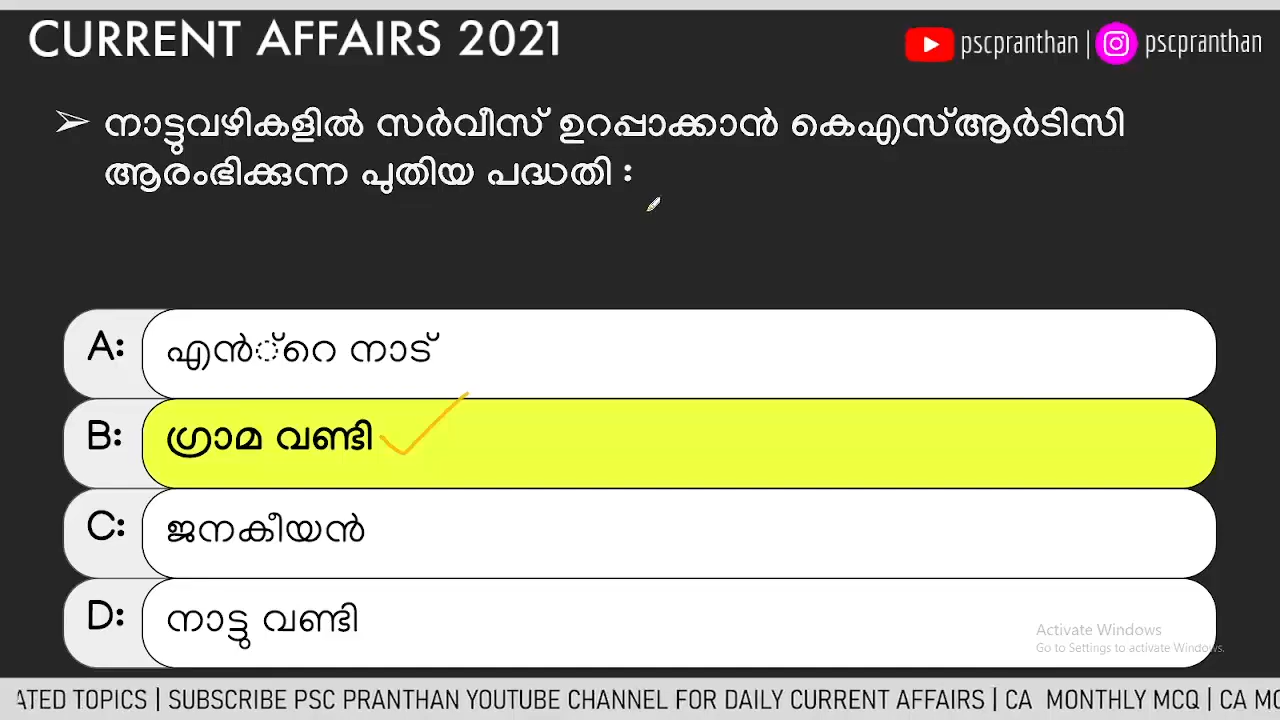 CURRENT AFFAIRS 2021
pscpranthan | pscpranthan
➢ നാട്ടുവഴികളിൽ സർവീസ് ഉറപ്പാക്കാൻ കെഎസ്ആർടിസി
ആരംഭിക്കുന്ന പുതിയ പദ്ധതി :
A: എൻ്റെ നാട്
B: ഗ്രാമ വണ്ടി
C: ജനകീയൻ
D: നാട്ടു വണ്ടി
Activate Windows
Go to Settings to activate Windows.
ATED TOPICS | SUBSCRIBE PSC PRANTHAN YOUTUBE CHANNEL FOR DAILY CURRENT AFFAIRS | CA MONTHLY MCQ | CA MO